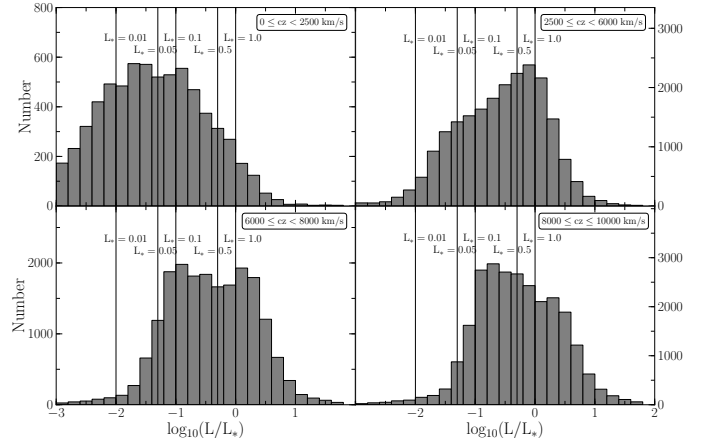 800
600
400
200
0
Number
0 ≤ cz < 2500 km/s
L* = 0.01 L* = 0.1 L* = 1.0
L* = 0.05 L* = 0.5
2500 ≤ cz < 6000 km/s
L* = 0.01 L* = 0.1 L* = 1.0
L* = 0.05 L* = 0.5
3000
2000
1000
0
2000
1000
0
Number
6000 ≤ cz < 8000 km/s
L* = 0.01 L* = 0.1 L* = 1.0
L* = 0.05 L* = 0.5
8000 ≤ cz ≤ 10000 km/s
L* = 0.01 L* = 0.1 L* = 1.0
L* = 0.05 L* = 0.5
3000
2000
1000
0
−3 −2 −1 0 1
−2 −1 0 1 2
log₁₀(L/L*)
log₁₀(L/L*)